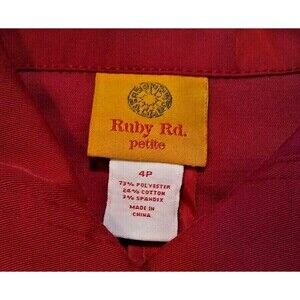 Ruby Rd.
petite
4P
73% POLYESTER
24% COTTON
3% SPANDEX
MADE IN
CHINA